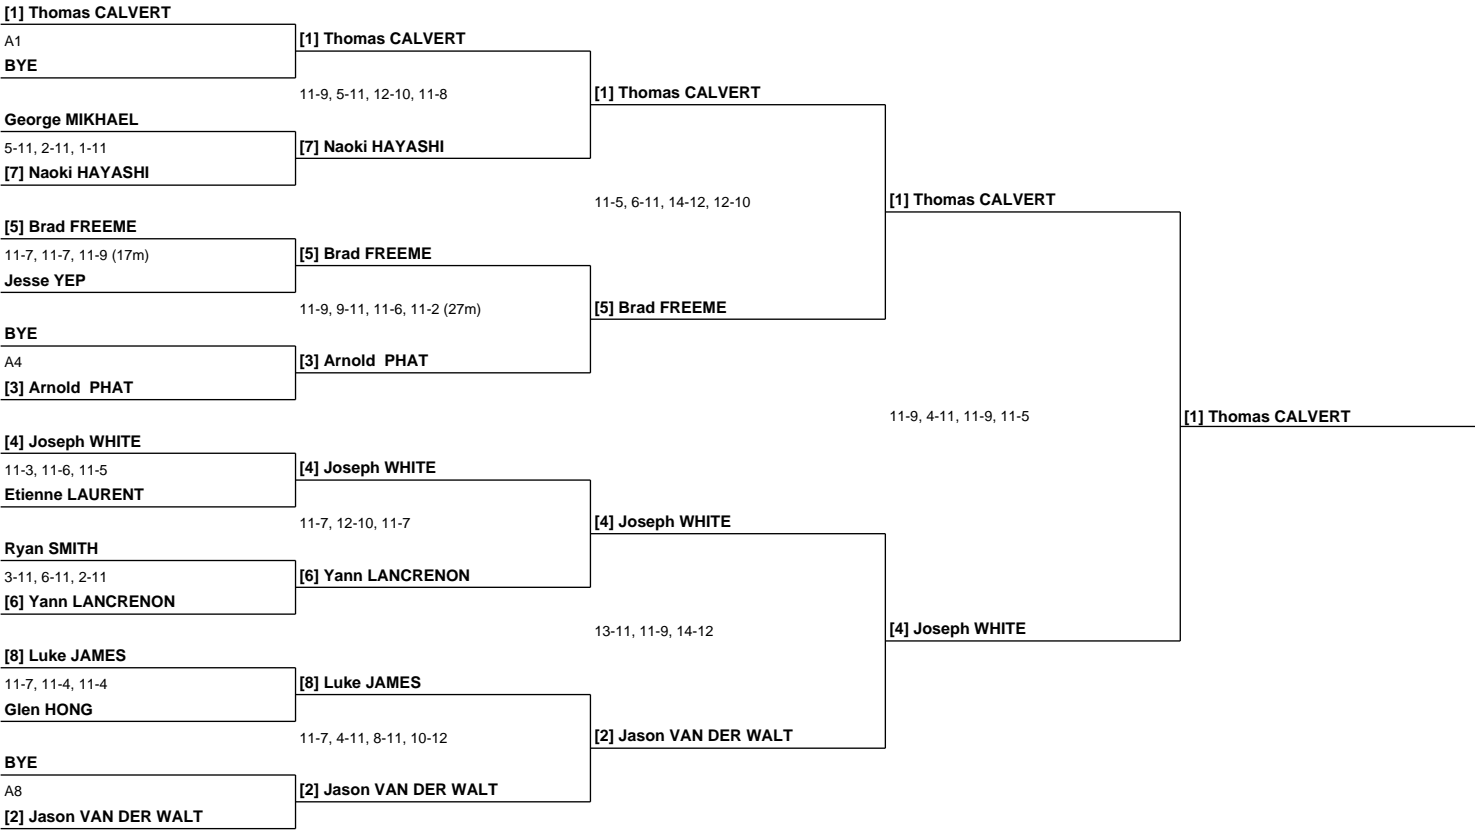 [1] Thomas CALVERT
A1
BYE
George MIKHAEL
5-11, 2-11, 1-11
[7] Naoki HAYASHI
[5] Brad FREEME
11-7, 11-7, 11-9 (17m)
Jesse YEP
BYE
A4
[3] Arnold  PHAT
[4] Joseph WHITE
11-3, 11-6, 11-5
Etienne LAURENT
Ryan SMITH
3-11, 6-11, 2-11
[6] Yann LANCRENON
[8] Luke JAMES
11-7, 11-4, 11-4
Glen HONG
BYE
A8
[2] Jason VAN DER WALT
[1] Thomas CALVERT
11-9, 5-11, 12-10, 11-8
[7] Naoki HAYASHI
[5] Brad FREEME
11-9, 9-11, 11-6, 11-2 (27m)
[3] Arnold  PHAT
[4] Joseph WHITE
11-7, 12-10, 11-7
[6] Yann LANCRENON
[8] Luke JAMES
11-7, 4-11, 8-11, 10-12
[2] Jason VAN DER WALT
[1] Thomas CALVERT
11-5, 6-11, 14-12, 12-10
[5] Brad FREEME
[4] Joseph WHITE
13-11, 11-9, 14-12
[2] Jason VAN DER WALT
[1] Thomas CALVERT
11-9, 4-11, 11-9, 11-5
[4] Joseph WHITE
[1] Thomas CALVERT